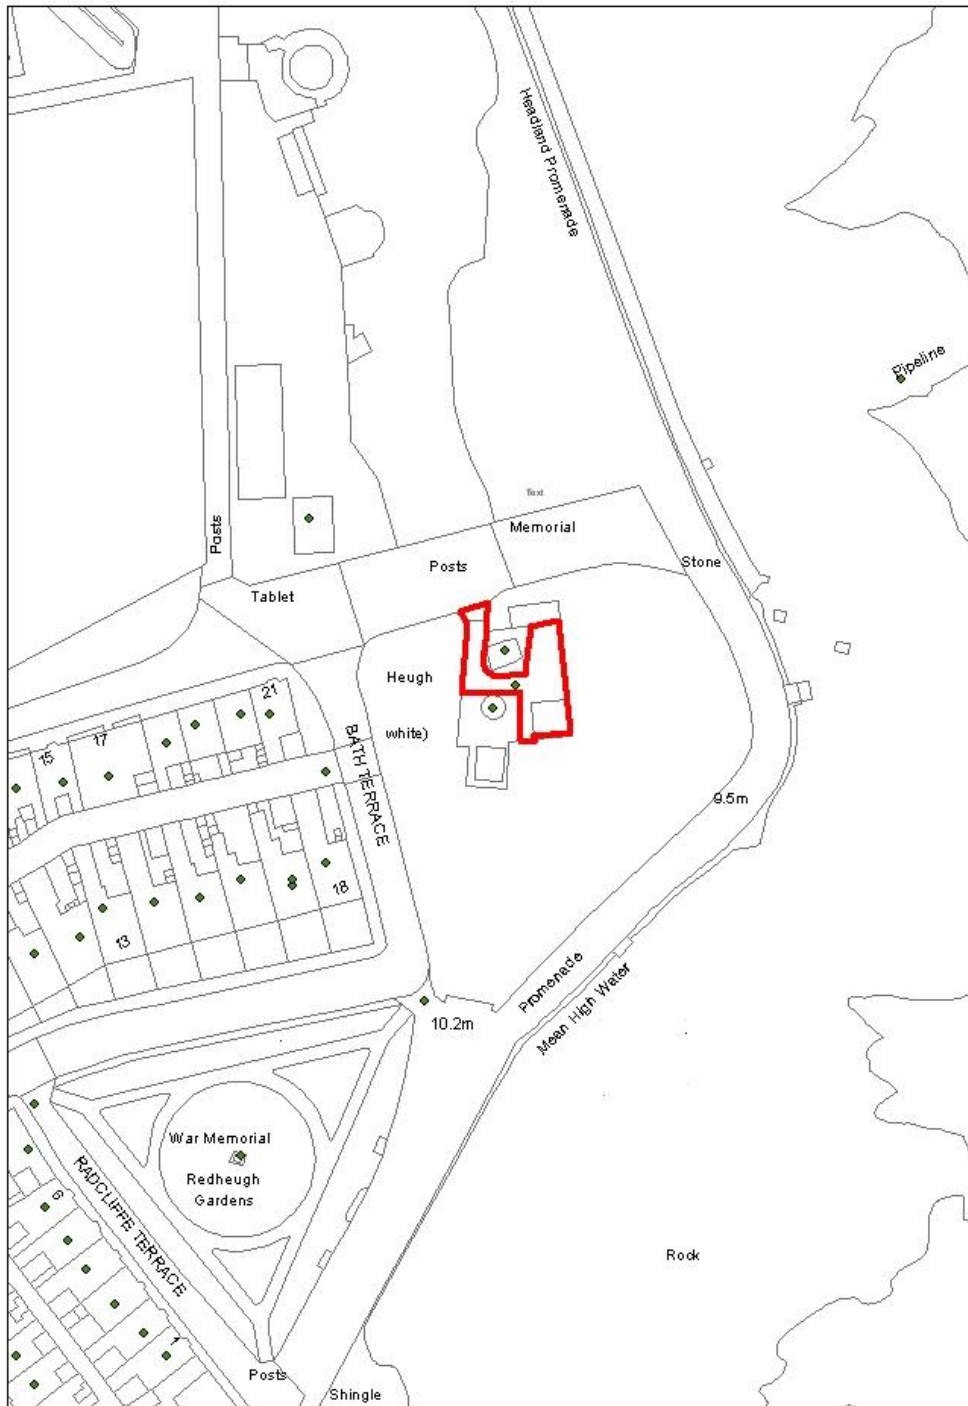 Headland Promenade
Pipeline
Text
Posts
Memorial
Stone
Posts
Tablet
Heugh
21
17
15
white)
BATH TERRACE
9.5m
18
13
Promenade
Mean High Water
10.2m
War Memorial
Redheugh
Gardens
RADCLIFFE TERRACE
6
Rock
1
Posts
Shingle